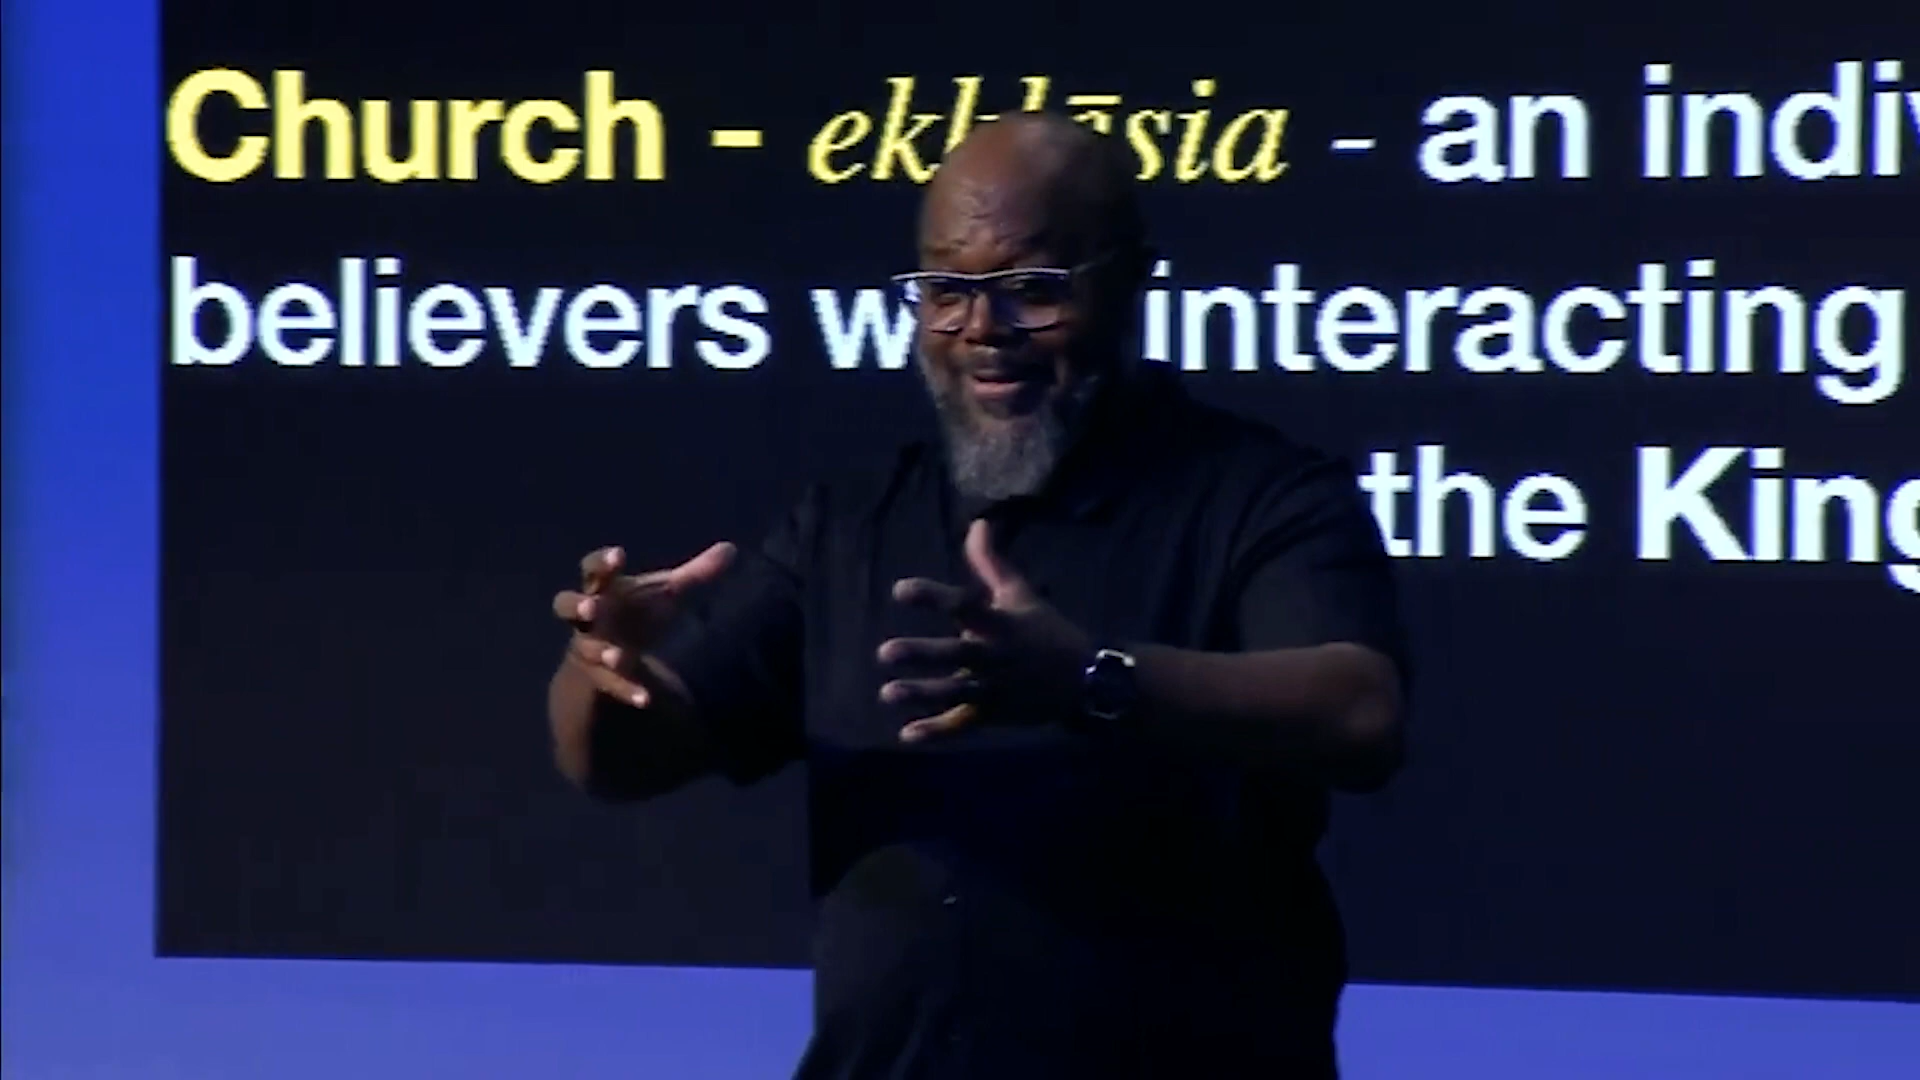 Church - ekklēsia - an indiv
believers w interacting
the King